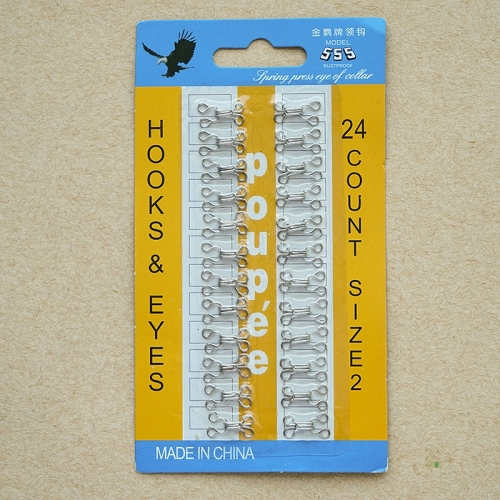 金鹦牌领钩
MODEL
555
RUSTPROOF
Spring press eye of collar
HOOKS & EYES
poupée
24 COUNT SIZE 2
MADE IN CHINA